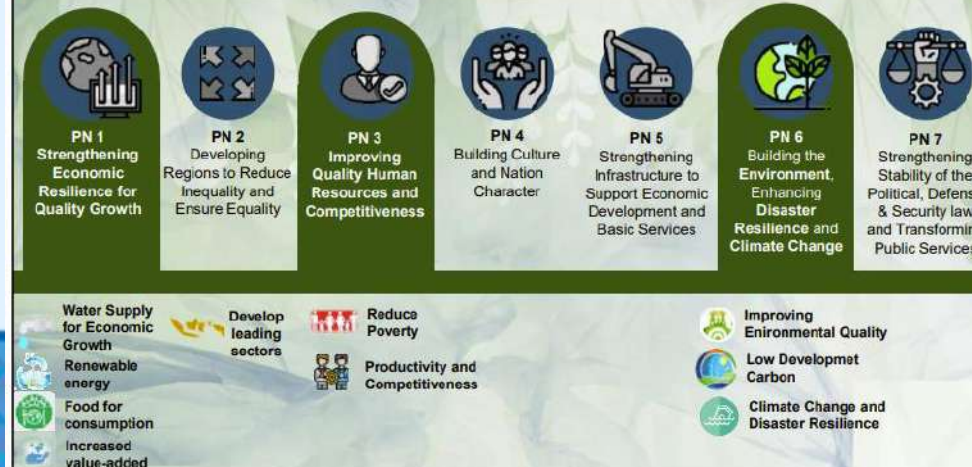 PN 1
Strengthening
Economic
Resilience for
Quality Growth
PN 2
Developing
Regions to Reduce
Inequality and
Ensure Equality
PN 3
Improving
Quality Human
Resources and
Competitiveness
PN 4
Building Culture
and Nation
Character
PN 5
Strengthening
Infrastructure to
Support Economic
Development and
Basic Services
PN 6
Building the
Environment,
Enhancing
Disaster
Resilience and
Climate Change
PN 7
Strengthening
Stability of the
Political, Defens
& Security law
and Transformin
Public Services
Water Supply
for Economic
Growth
Renewable
energy
Food for
consumption
Increased
value-added
Develop
leading
sectors
Reduce
Poverty
Productivity and
Competitiveness
Improving
Enironmental Quality
Low Developmet
Carbon
Climate Change and
Disaster Resilience